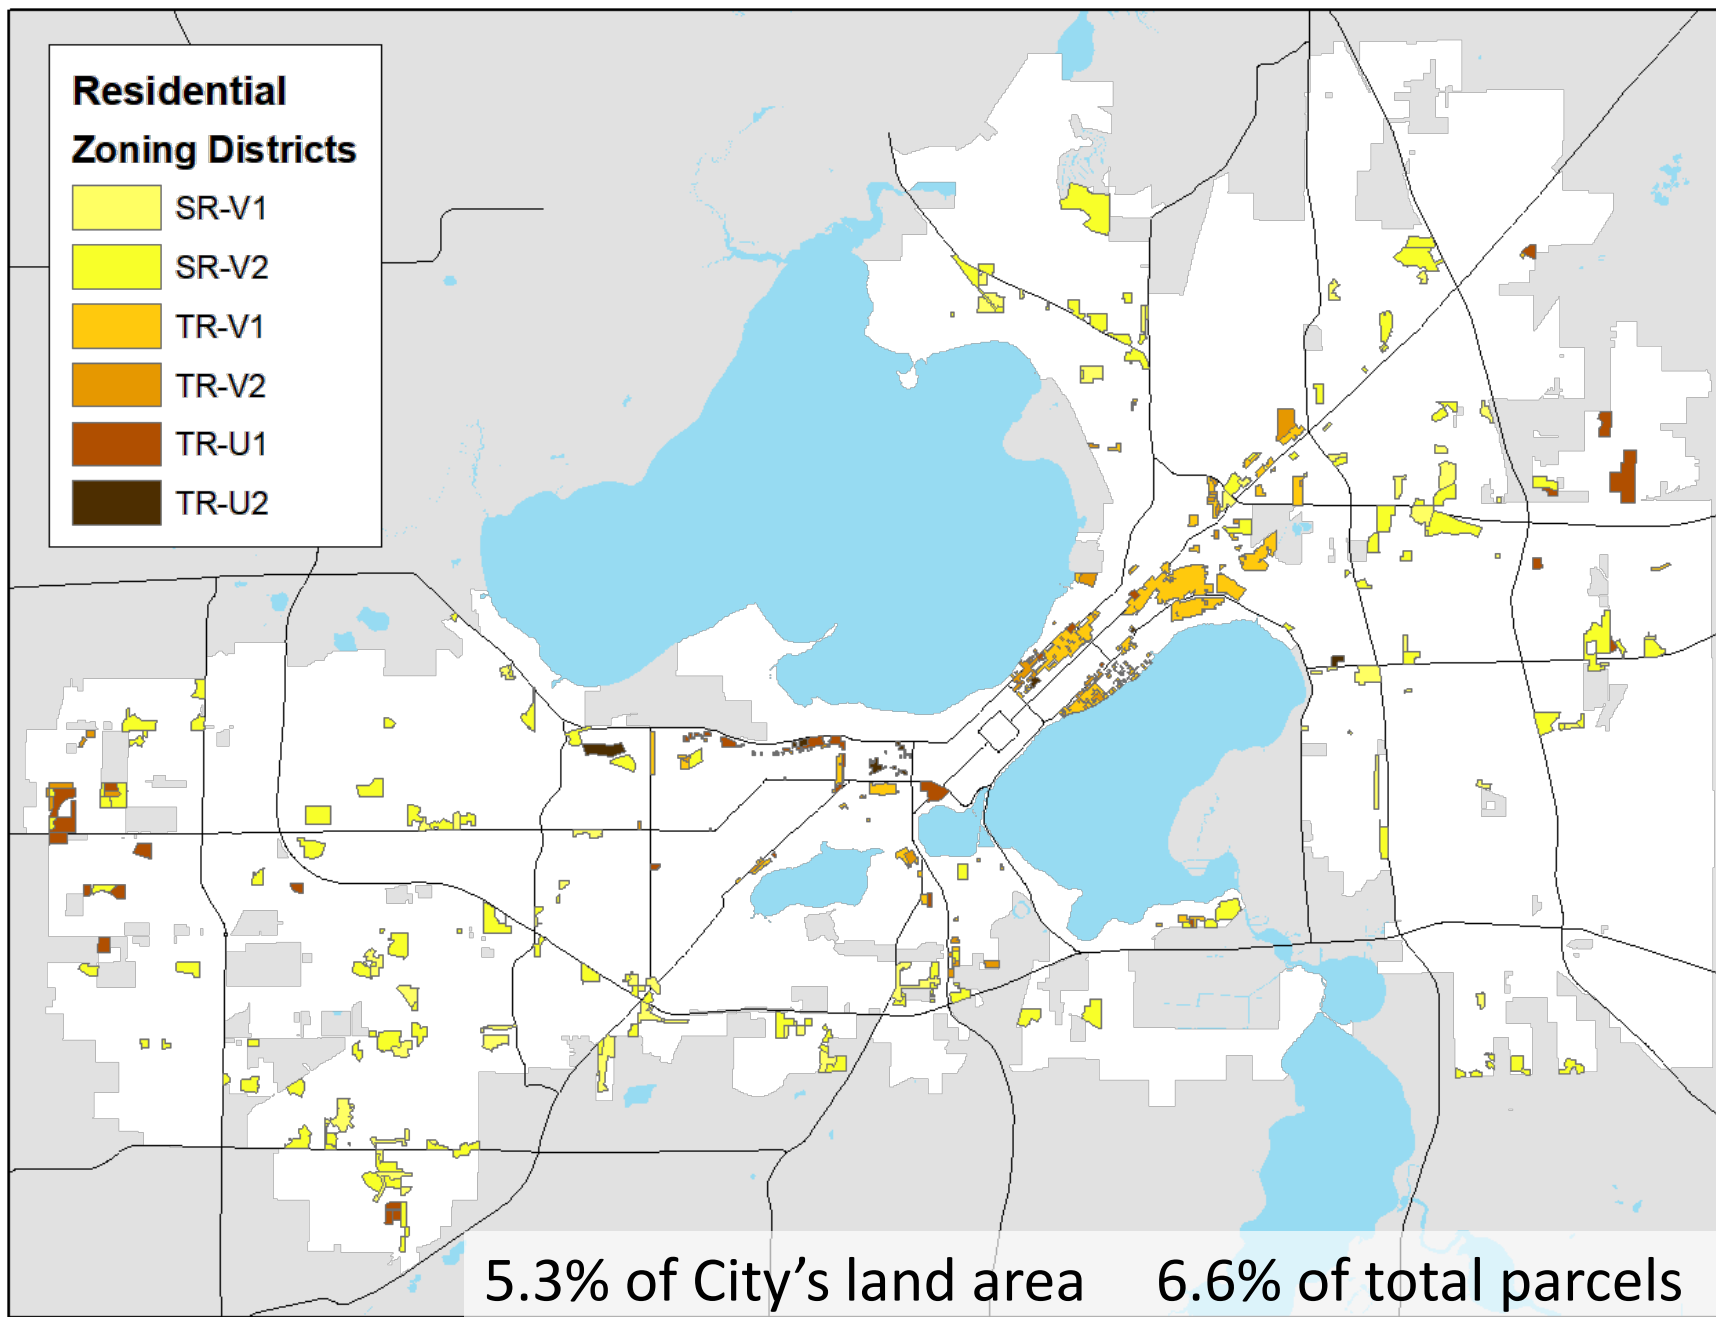 Residential
Zoning Districts
SR-V1
SR-V2
TR-V1
TR-V2
TR-U1
TR-U2
5.3% of City’s land area 6.6% of total parcels